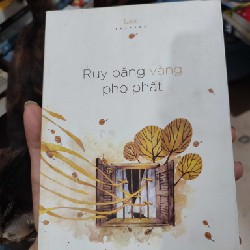 Ruy băng vàng
phơ phất